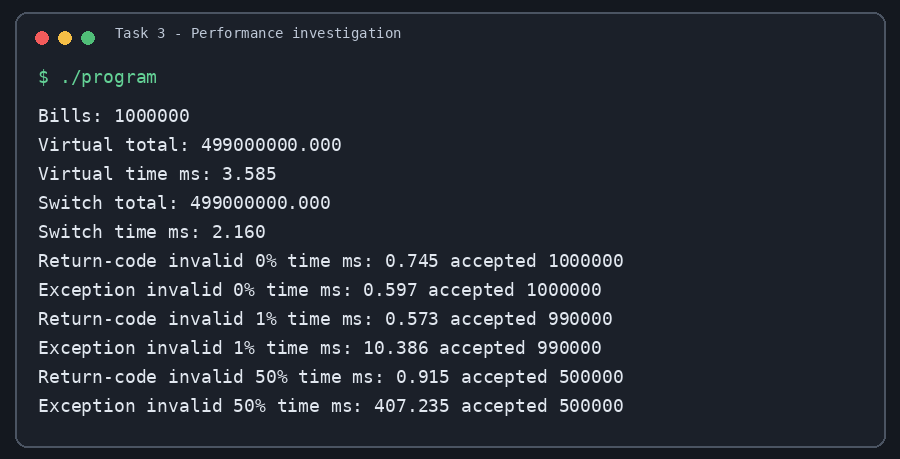 Task 3 - Performance investigation
$ ./program
Bills: 1000000
Virtual total: 499000000.000
Virtual time ms: 3.585
Switch total: 499000000.000
Switch time ms: 2.160
Return-code invalid 0% time ms: 0.745 accepted 1000000
Exception invalid 0% time ms: 0.597 accepted 1000000
Return-code invalid 1% time ms: 0.573 accepted 990000
Exception invalid 1% time ms: 10.386 accepted 990000
Return-code invalid 50% time ms: 0.915 accepted 500000
Exception invalid 50% time ms: 407.235 accepted 500000